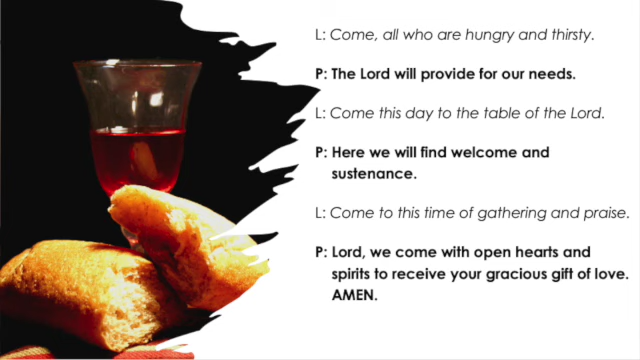 L: Come, all who are hungry and thirsty.
P: The Lord will provide for our needs.
L: Come this day to the table of the Lord.
P: Here we will find welcome and
sustenance.
L: Come to this time of gathering and praise.
P: Lord, we come with open hearts and
spirits to receive your gracious gift of love.
AMEN.